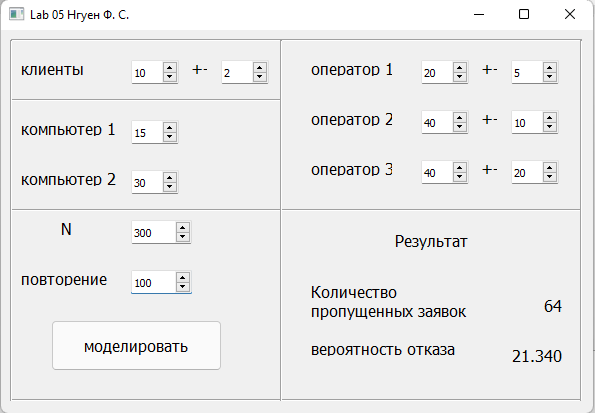 Lab 05 Нгуен Ф. С.
клиенты 10 +- 2
компьютер 1 15
компьютер 2 30
оператор 1 20 +- 5
оператор 2 40 +- 10
оператор 3 40 +- 20
N 300
повторение 100
моделировать
Результат
Количество
пропущенных заявок 64
вероятность отказа 21.340